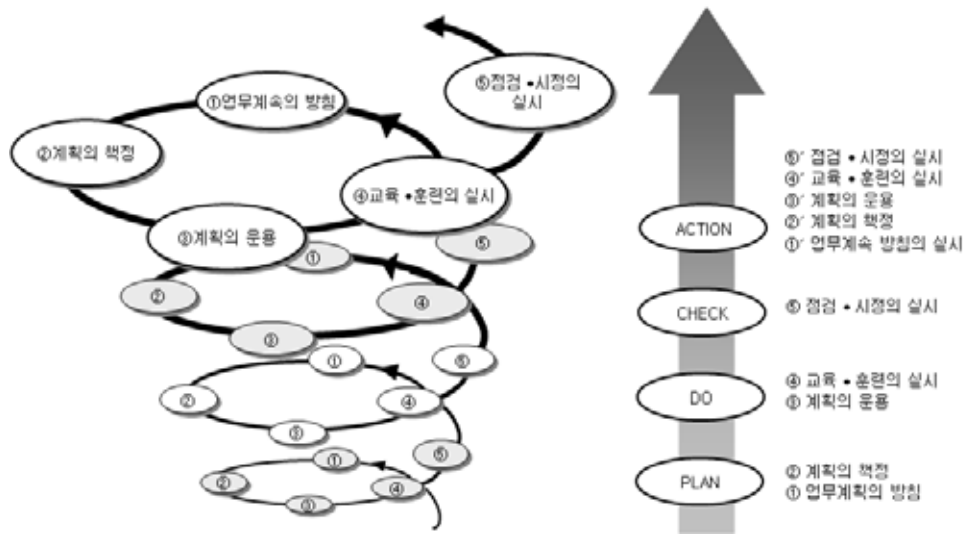 ⑤점검•시정의
실시
①업무계속의 방침
②계획의 책정
④교육•훈련의 실시
③계획의 운용
⑤
①
②
④
③
①
⑤
②
④
③
①
⑤
②
④
③
⑤′ 점검•시정의 실시
④′ 교육•훈련의 실시
③′ 계획의 운용
②′ 계획의 책정
①′ 업무계속 방침의 실시
ACTION
CHECK
⑤ 점검•시정의 실시
④ 교육•훈련의 실시
③ 계획의 운용
DO
② 계획의 책정
① 업무계획의 방침
PLAN